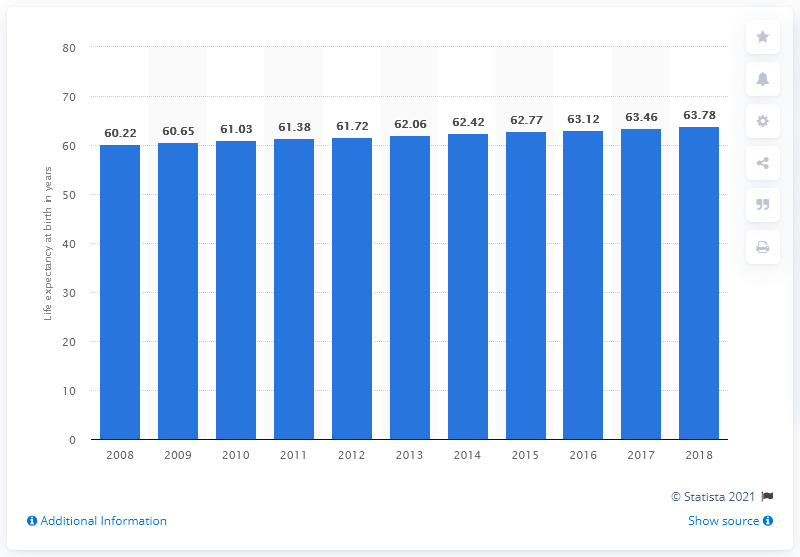 80
70
60
50
40
30
20
10
0
Life expectancy at birth in years
60.22 60.65 61.03 61.38 61.72 62.06 62.42 62.77 63.12 63.46 63.78
2008 2009 2010 2011 2012 2013 2014 2015 2016 2017 2018
© Statista 2021
Additional Information
Show source